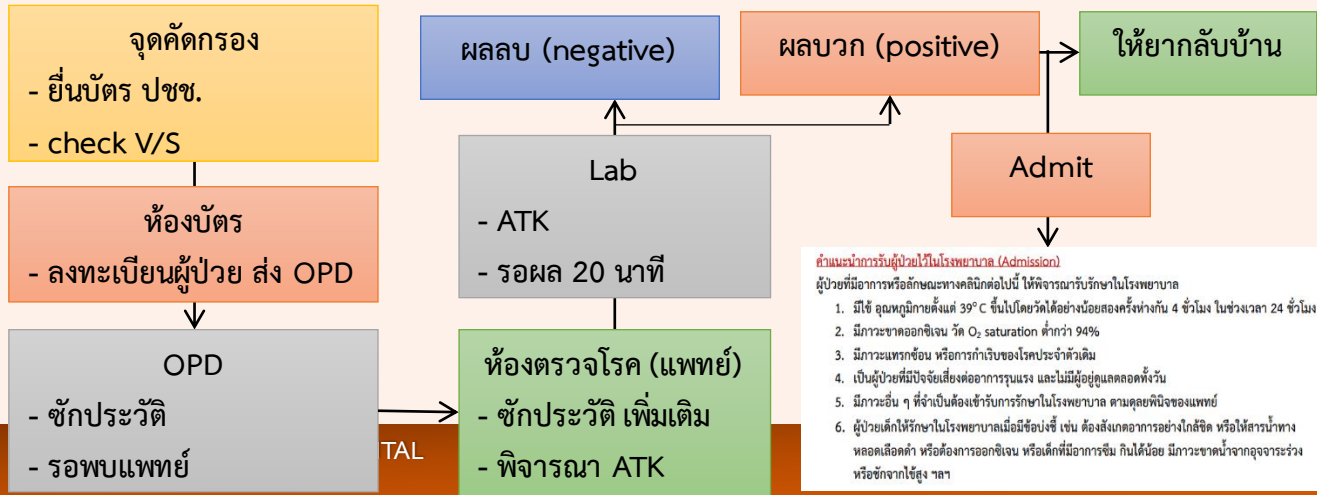 จุดคัดกรอง
- ยื่นบัตร ปชช.
- check V/S
ห้องบัตร
- ลงทะเบียนผู้ป่วย ส่ง OPD
OPD
- ซักประวัติ
- รอพบแพทย์
TAL
ห้องตรวจโรค (แพทย์)
- ซักประวัติ เพิ่มเติม
- พิจารณา ATK
Lab
- ATK
- รอผล 20 นาที
ผลลบ (negative)
ผลบวก (positive)
ให้ยากลับบ้าน
Admit
คำแนะนำการรับผู้ป่วยไว้ในโรงพยาบาล (Admission)
ผู้ป่วยที่มีอาการหรือลักษณะทางคลินิกต่อไปนี้ ให้พิจารณารับรักษาในโรงพยาบาล
1. มีไข้ อุณหภูมิกายตั้งแต่ 39° C ขึ้นไปโดยวัดได้อย่างน้อยสองครั้งห่างกัน 4 ชั่วโมง ในช่วงเวลา 24 ชั่วโมง
2. มีภาวะขาดออกซิเจน วัด O₂ saturation ต่ำกว่า 94%
3. มีภาวะแทรกซ้อน หรือการกำเริบของโรคประจำตัวเดิม
4. เป็นผู้ป่วยที่มีปัจจัยเสี่ยงต่ออาการรุนแรง และไม่มีผู้อยู่ดูแลตลอดทั้งวัน
5. มีภาวะอื่น ๆ ที่จำเป็นต้องเข้ารับการรักษาในโรงพยาบาล ตามดุลยพินิจของแพทย์
6. ผู้ป่วยเด็กให้รักษาในโรงพยาบาลเมื่อมีข้อบ่งชี้ เช่น ต้องสังเกตอาการอย่างใกล้ชิด หรือให้สารน้ำทาง
หลอดเลือดดำ หรือต้องการออกซิเจน หรือเด็กที่มีอาการซึม กินได้น้อย มีภาวะขาดน้ำจากอุจจาระร่วง
หรือชักจากไข้สูง ฯลฯ